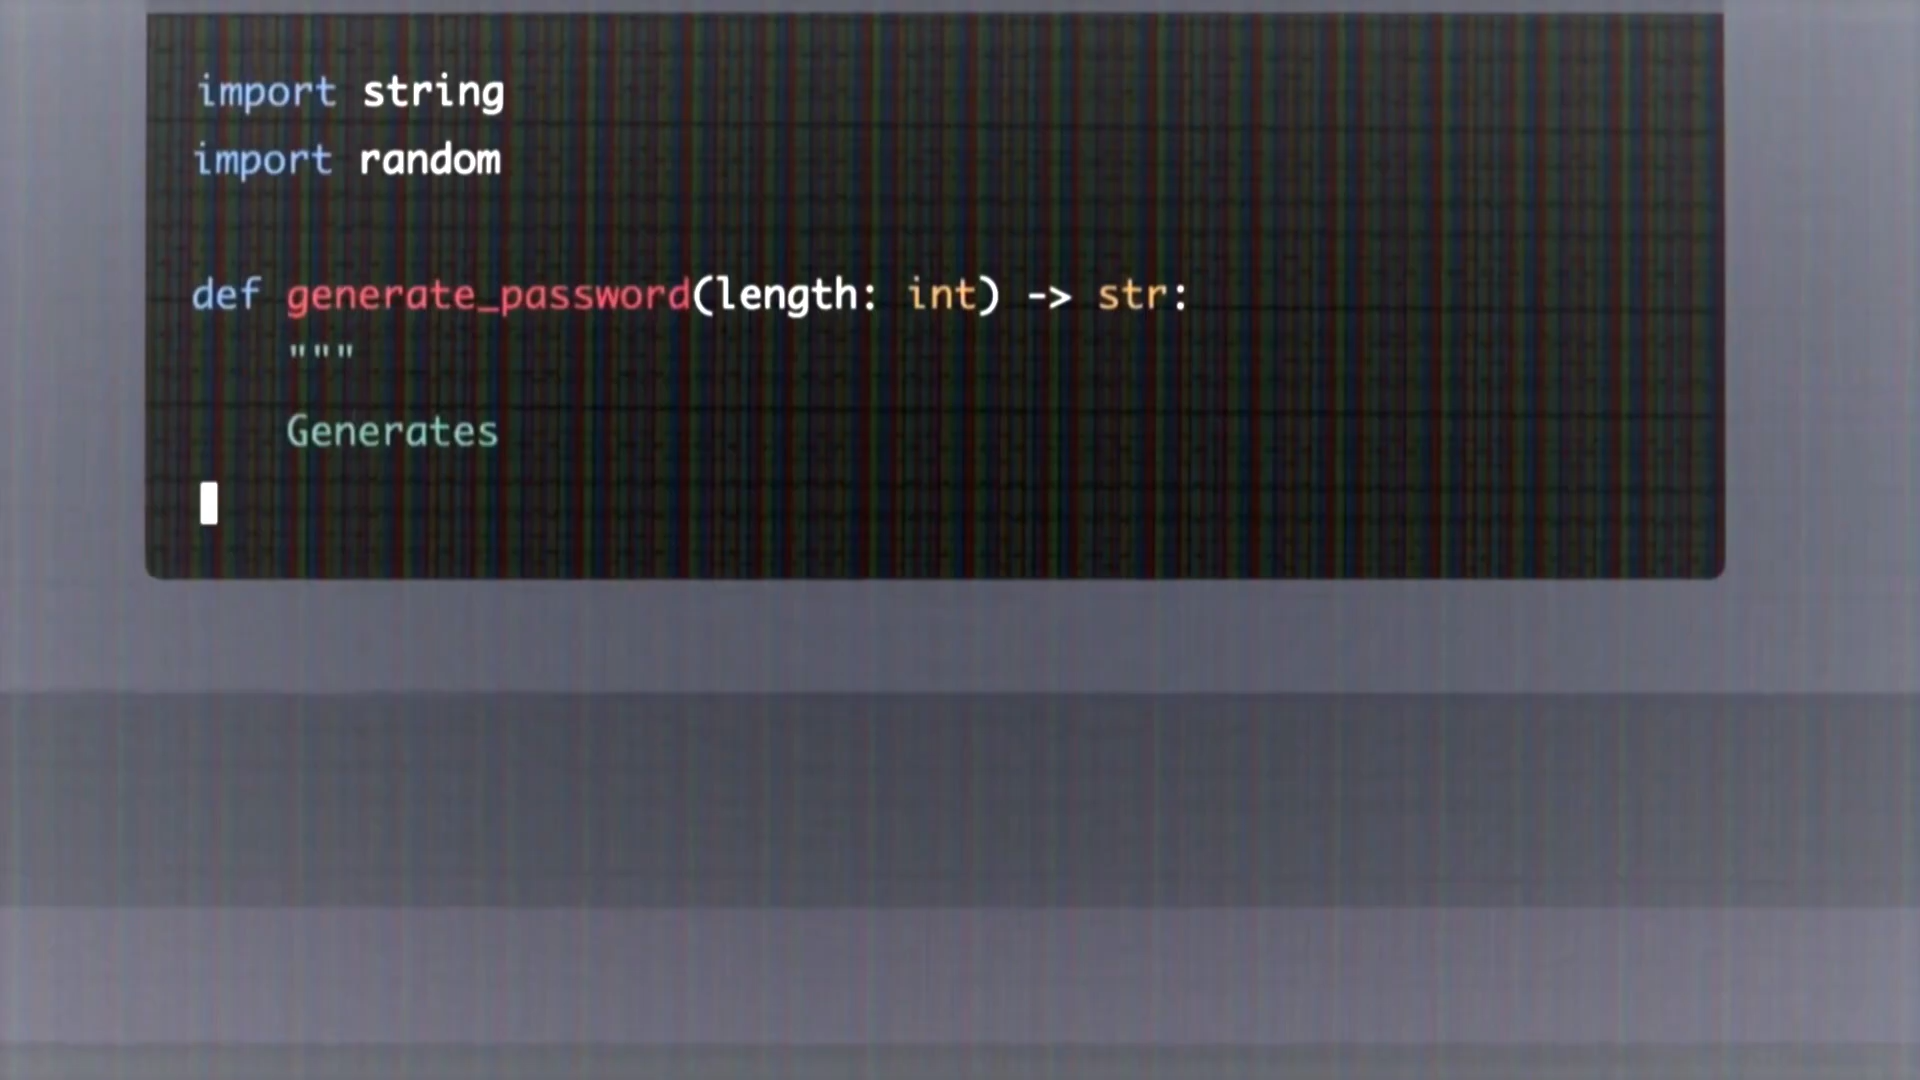 import string
import random
def generate_password(length: int) -> str:
"""
Generates